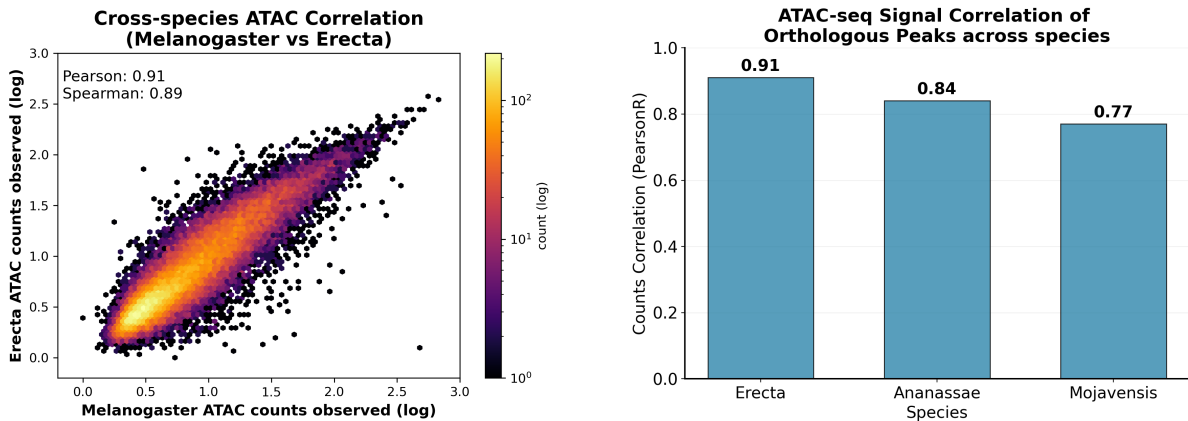 Cross-species ATAC Correlation
(Melanogaster vs Erecta)
Pearson: 0.91
Spearman: 0.89
Erecta ATAC counts observed (log)
3.0
2.5
2.0
1.5
1.0
0.5
0.0
0.0 0.5 1.0 1.5 2.0 2.5 3.0
Melanogaster ATAC counts observed (log)
10²
10¹
10⁰
count (log)
ATAC-seq Signal Correlation of
Orthologous Peaks across species
Counts Correlation (PearsonR)
1.0
0.8
0.6
0.4
0.2
0.0
0.91
0.84
0.77
Erecta Ananassae Mojavensis
Species